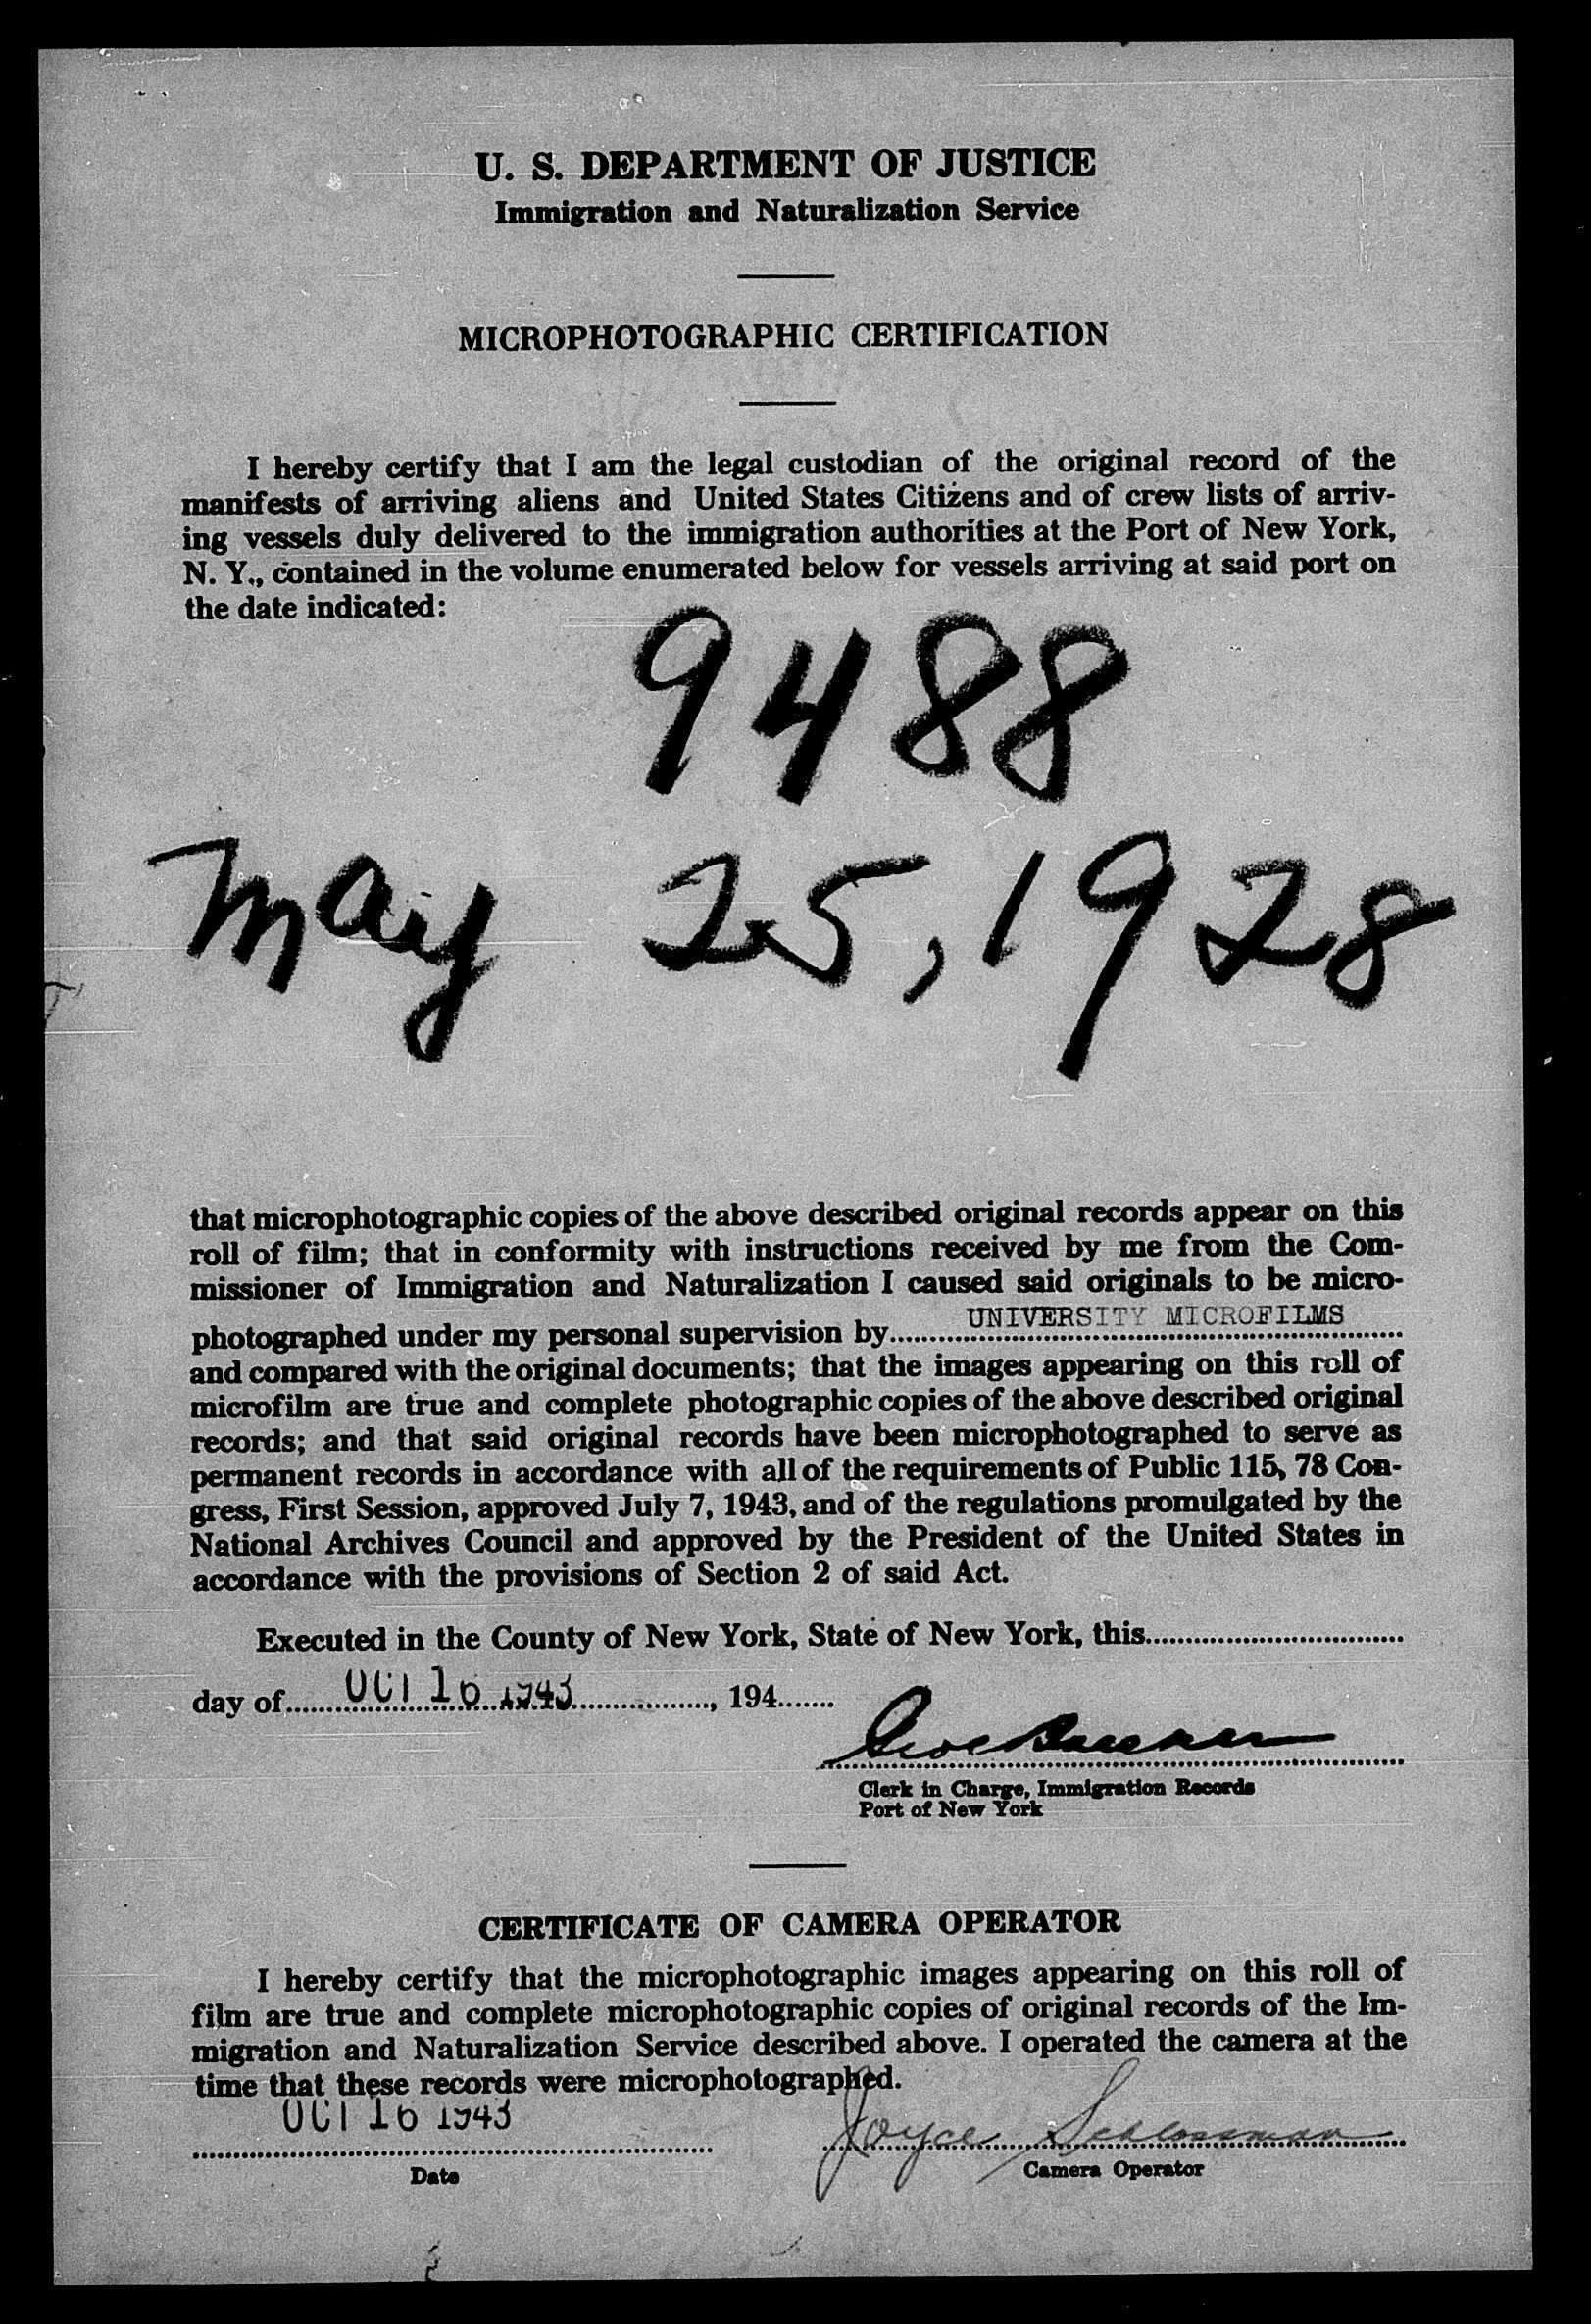 U. S. DEPARTMENT OF JUSTICE
Immigration and Naturalization Service
MICROPHOTOGRAPHIC CERTIFICATION
I hereby certify that I am the legal custodian of the original record of the
manifests of arriving aliens and United States Citizens and of crew lists of arriv-
ing vessels duly delivered to the immigration authorities at the Port of New York,
N. Y., contained in the volume enumerated below for vessels arriving at said port on
the date indicated:
9488
May 25, 1928
that microphotographic copies of the above described original records appear on this
roll of film; that in conformity with instructions received by me from the Com-
missioner of Immigration and Naturalization I caused said originals to be micro-
photographed under my personal supervision by UNIVERSITY MICROFILMS
and compared with the original documents; that the images appearing on this roll of
microfilm are true and complete photographic copies of the above described original
records; and that said original records have been microphotographed to serve as
permanent records in accordance with all of the requirements of Public 115, 78 Con-
gress, First Session, approved July 7, 1943, and of the regulations promulgated by the
National Archives Council and approved by the President of the United States in
accordance with the provisions of Section 2 of said Act.
Executed in the County of New York, State of New York, this
day of OCT 16 1943, 194
Clerk in Charge, Immigration Records
Port of New York
CERTIFICATE OF CAMERA OPERATOR
I hereby certify that the microphotographic images appearing on this roll of
film are true and complete microphotographic copies of original records of the Im-
migration and Naturalization Service described above. I operated the camera at the
time that these records were microphotographed.
OCT 16 1943 Joyce Schlossman
Date Camera Operator